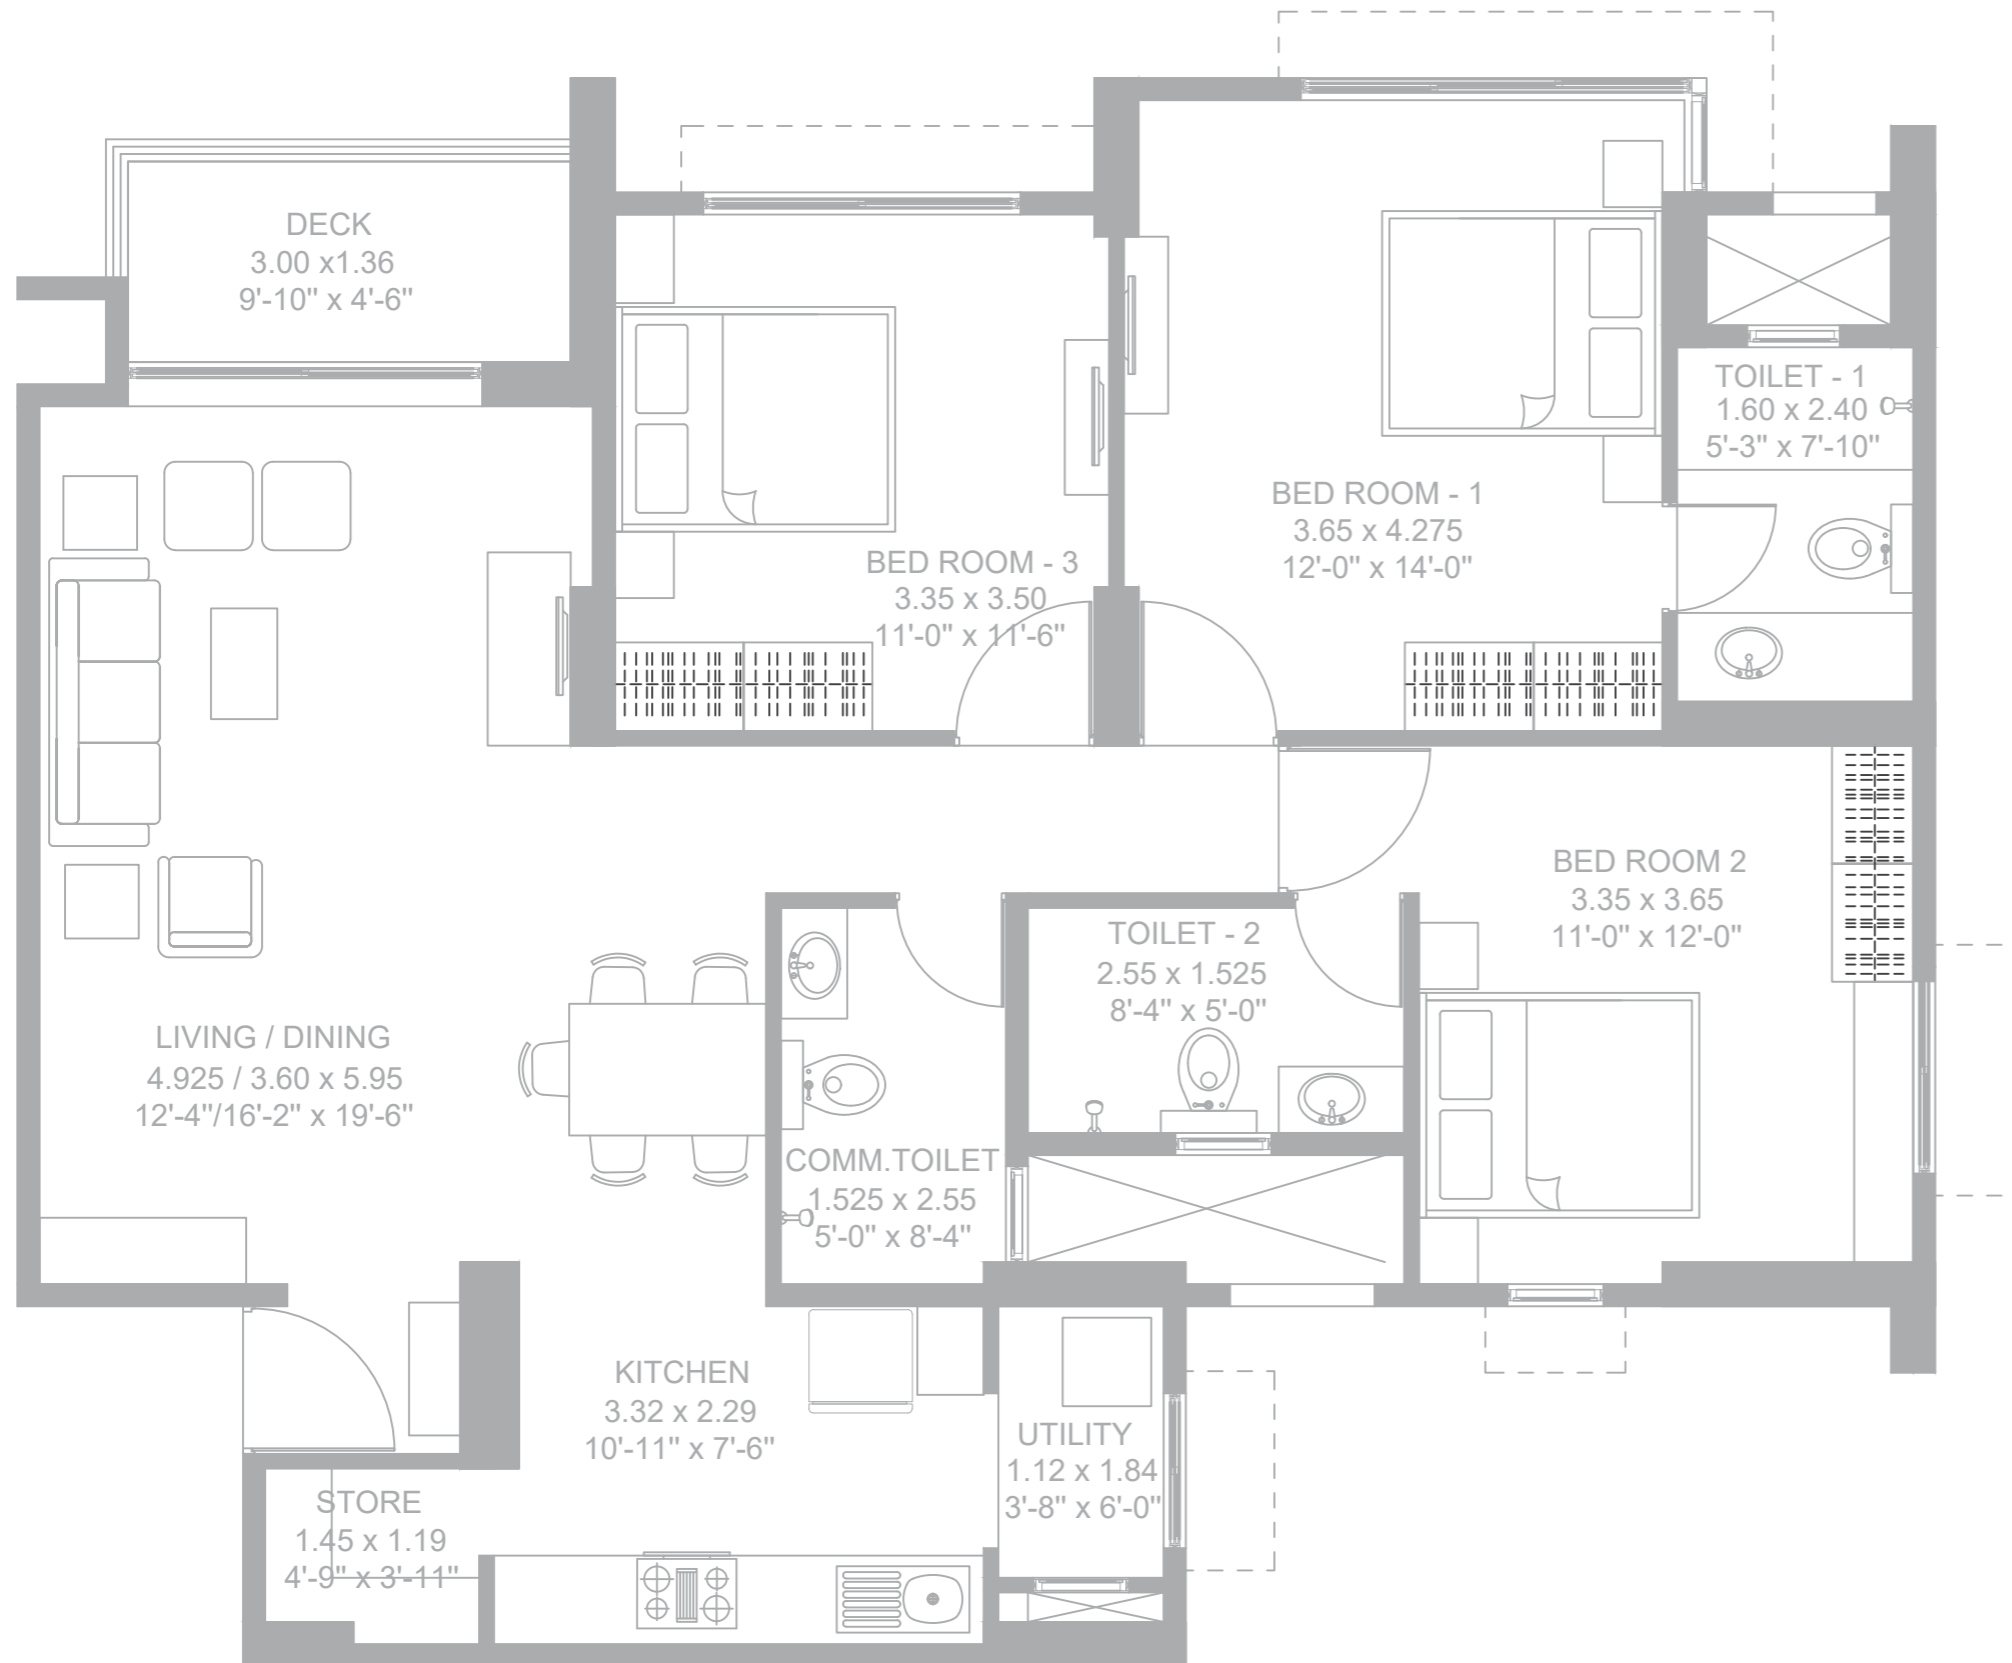 DECK
3.00 x1.36
9'-10" x 4'-6"
TOILET - 1
1.60 x 2.40
5'-3" x 7'-10"
BED ROOM - 1
3.65 x 4.275
12'-0" x 14'-0"
BED ROOM - 3
3.35 x 3.50
11'-0" x 11'-6"
BED ROOM 2
3.35 x 3.65
11'-0" x 12'-0"
TOILET - 2
2.55 x 1.525
8'-4" x 5'-0"
LIVING / DINING
4.925 / 3.60 x 5.95
12'-4"/16'-2" x 19'-6"
COMM.TOILET
1.525 x 2.55
5'-0" x 8'-4"
KITCHEN
3.32 x 2.29
10'-11" x 7'-6"
UTILITY
1.12 x 1.84
3'-8" x 6'-0"
STORE
1.45 x 1.19
4'-9" x 3'-11"